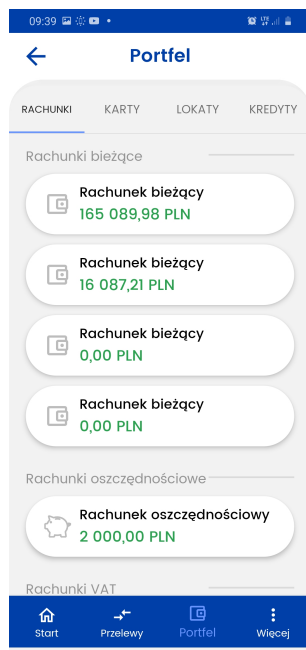 09:39
Portfel
RACHUNKI KARTY LOKATY KREDYTY
Rachunki bieżące
Rachunek bieżący
165 089,98 PLN
Rachunek bieżący
16 087,21 PLN
Rachunek bieżący
0,00 PLN
Rachunek bieżący
0,00 PLN
Rachunki oszczędnościowe
Rachunek oszczędnościowy
2 000,00 PLN
Rachunki VAT
Start Przelewy Portfel Więcej